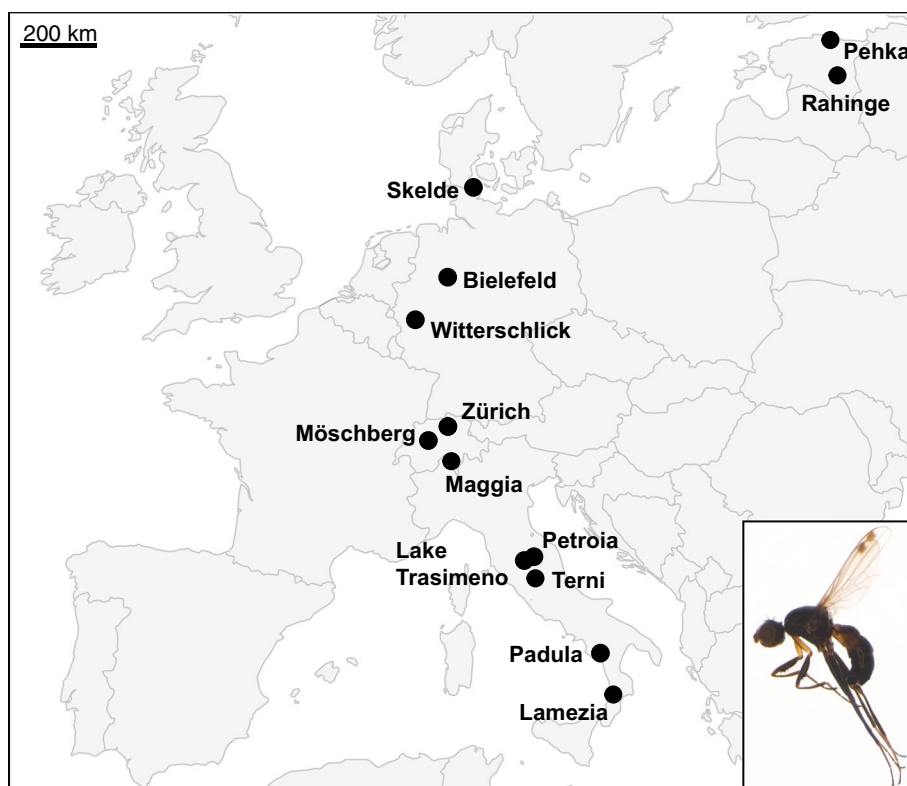 200 km
Pehka
Rahinge
Skelde
Bielefeld
Witterschlick
Zürich
Möschberg
Maggia
Petroia
Lake
Trasimeno
Terni
Padula
Lamezia